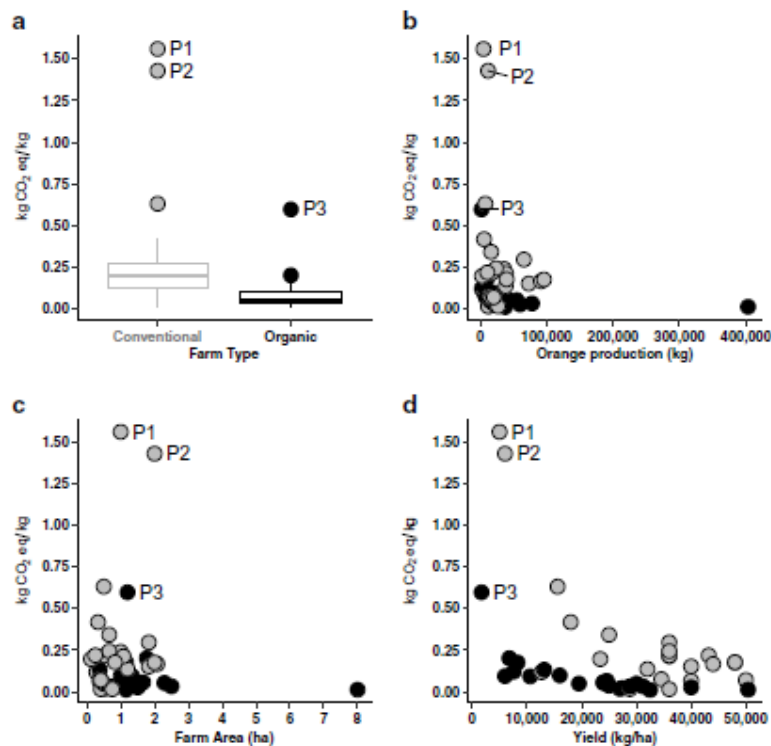 a
kg CO2 eq/kg
1.50
1.25
1.00
0.75
0.50
0.25
0.00
P1
P2
P3
Conventional
Organic
Farm Type
b
kg CO2 eq/kg
1.50
1.25
1.00
0.75
0.50
0.25
0.00
P1
P2
P3
0 100,000 200,000 300,000 400,000
Orange production (kg)
c
kg CO2 eq/kg
1.50
1.25
1.00
0.75
0.50
0.25
0.00
P1
P2
P3
0 1 2 3 4 5 6 7 8
Farm Area (ha)
d
kg CO2 eq/kg
1.50
1.25
1.00
0.75
0.50
0.25
0.00
P1
P2
P3
0 10,000 20,000 30,000 40,000 50,000
Yield (kg/ha)